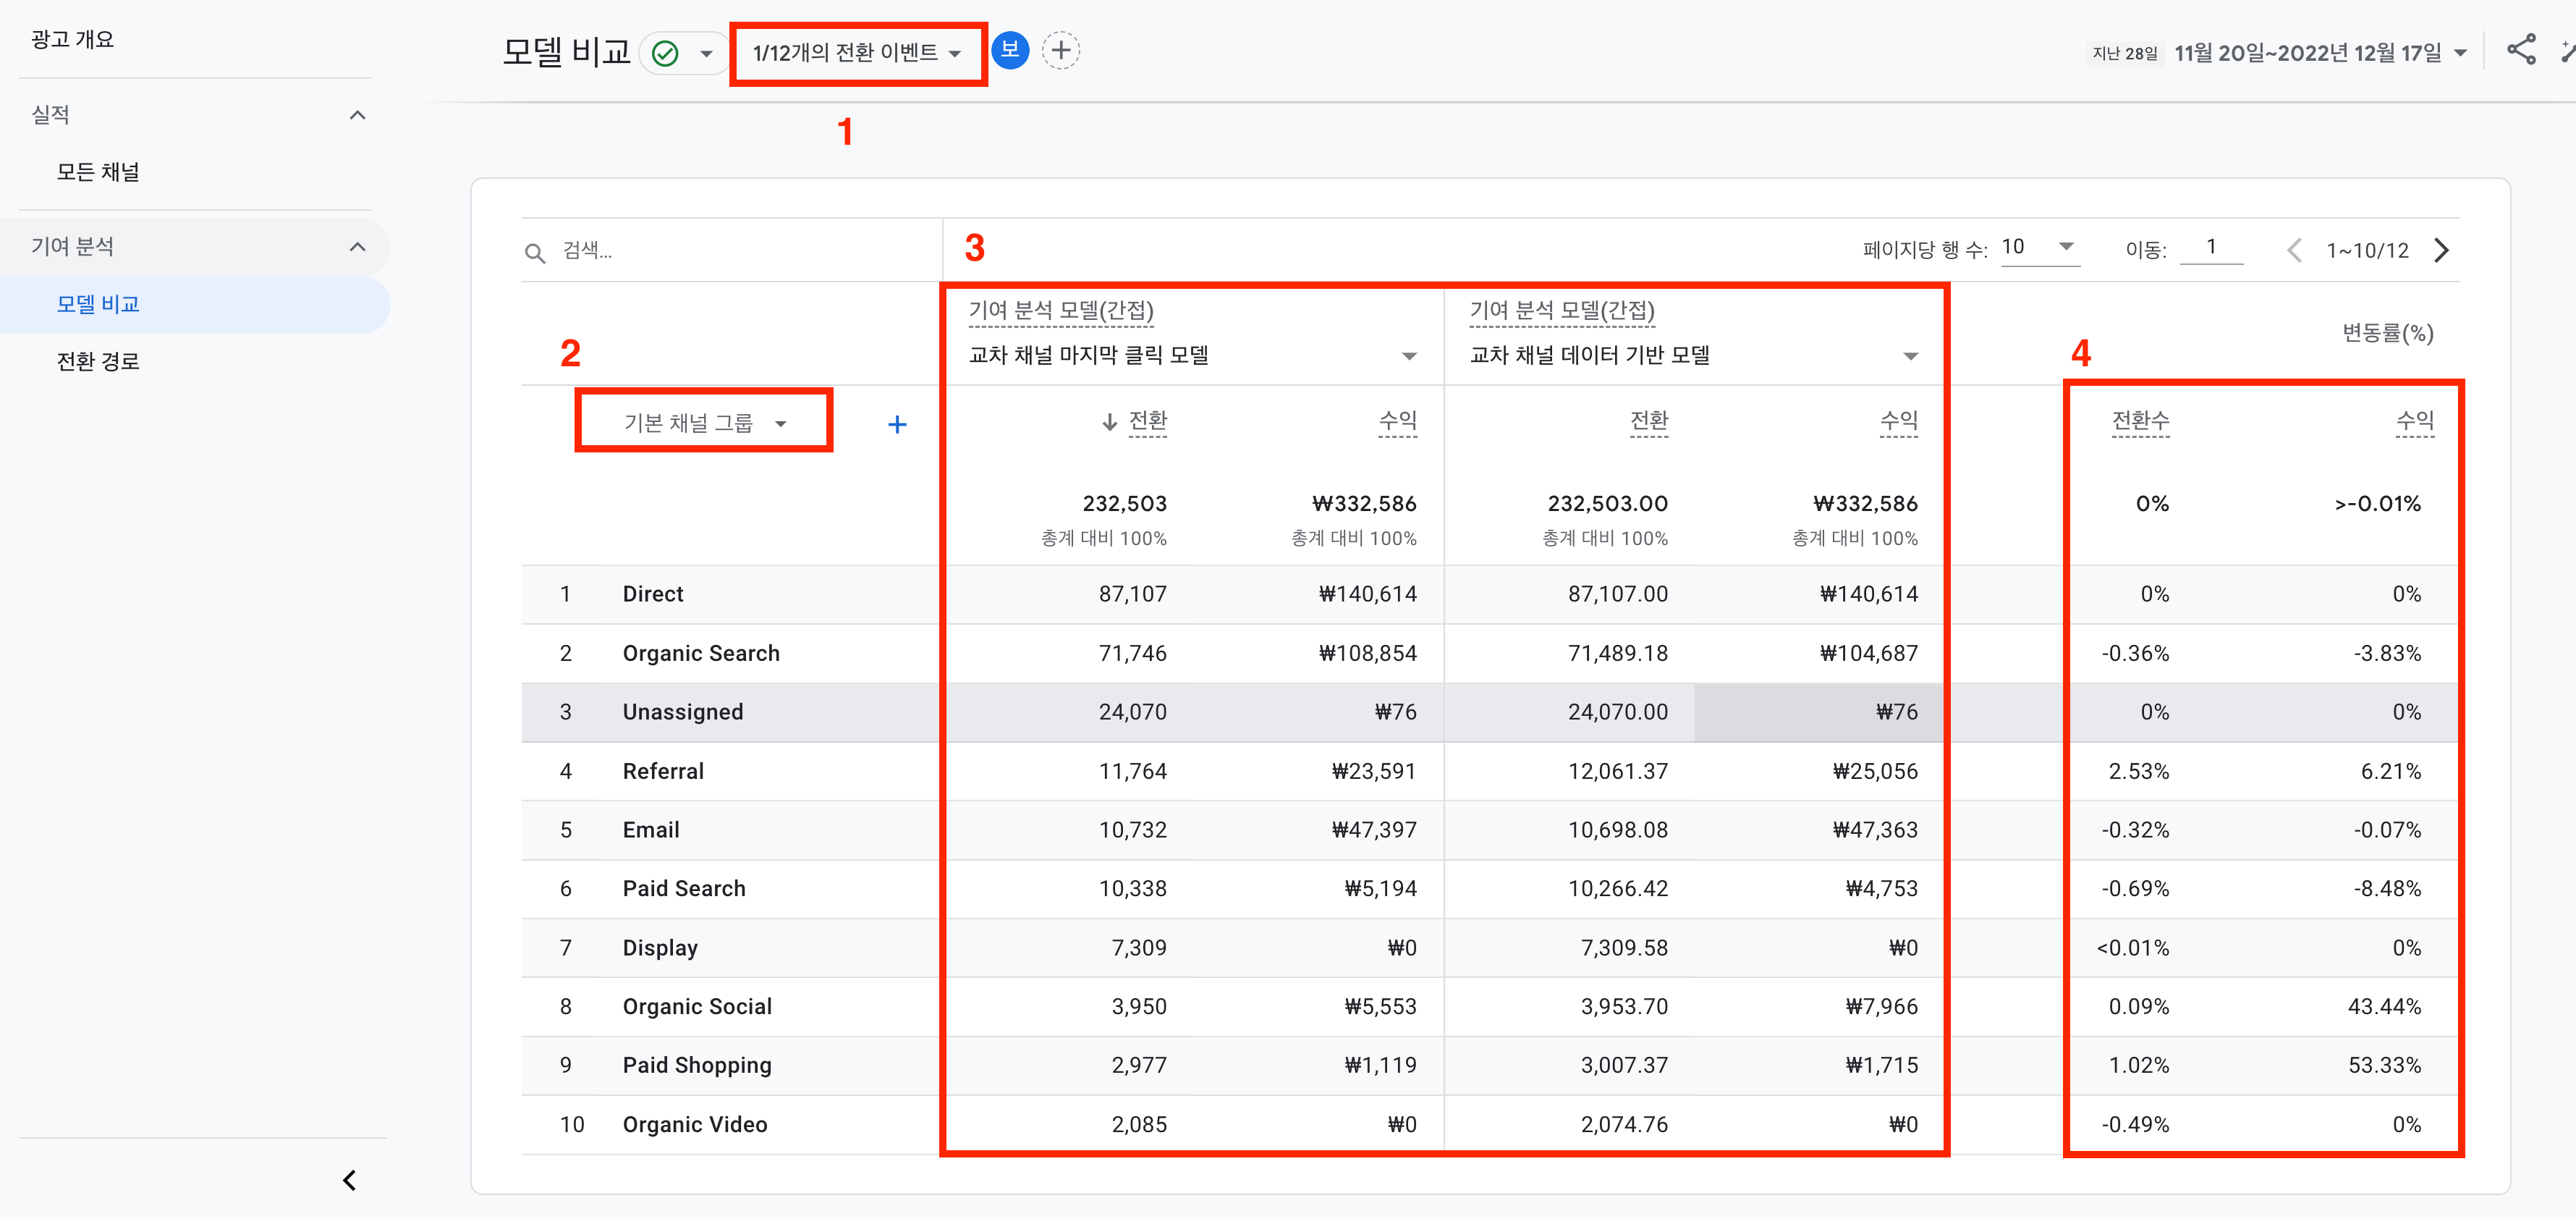 광고 개요
실적
모든 채널
기여 분석
모델 비교
전환 경로
모델 비교
1/12개의 전환 이벤트
보
지난 28일 11월 20일~2022년 12월 17일
1
검색...
3
페이지당 행 수: 10 이동: 1 1~10/12
2
기여 분석 모델(간접) 기여 분석 모델(간접)
교차 채널 마지막 클릭 모델 교차 채널 데이터 기반 모델
변동률(%)
4
기본 채널 그룹 + 전환 수익 전환 수익 전환수 수익
232,503 ₩332,586 232,503.00 ₩332,586 0% >-0.01%
총계 대비 100% 총계 대비 100% 총계 대비 100% 총계 대비 100%
1 Direct 87,107 ₩140,614 87,107.00 ₩140,614 0% 0%
2 Organic Search 71,746 ₩108,854 71,489.18 ₩104,687 -0.36% -3.83%
3 Unassigned 24,070 ₩76 24,070.00 ₩76 0% 0%
4 Referral 11,764 ₩23,591 12,061.37 ₩25,056 2.53% 6.21%
5 Email 10,732 ₩47,397 10,698.08 ₩47,363 -0.32% -0.07%
6 Paid Search 10,338 ₩5,194 10,266.42 ₩4,753 -0.69% -8.48%
7 Display 7,309 ₩0 7,309.58 ₩0 <0.01% 0%
8 Organic Social 3,950 ₩5,553 3,953.70 ₩7,966 0.09% 43.44%
9 Paid Shopping 2,977 ₩1,119 3,007.37 ₩1,715 1.02% 53.33%
10 Organic Video 2,085 ₩0 2,074.76 ₩0 -0.49% 0%